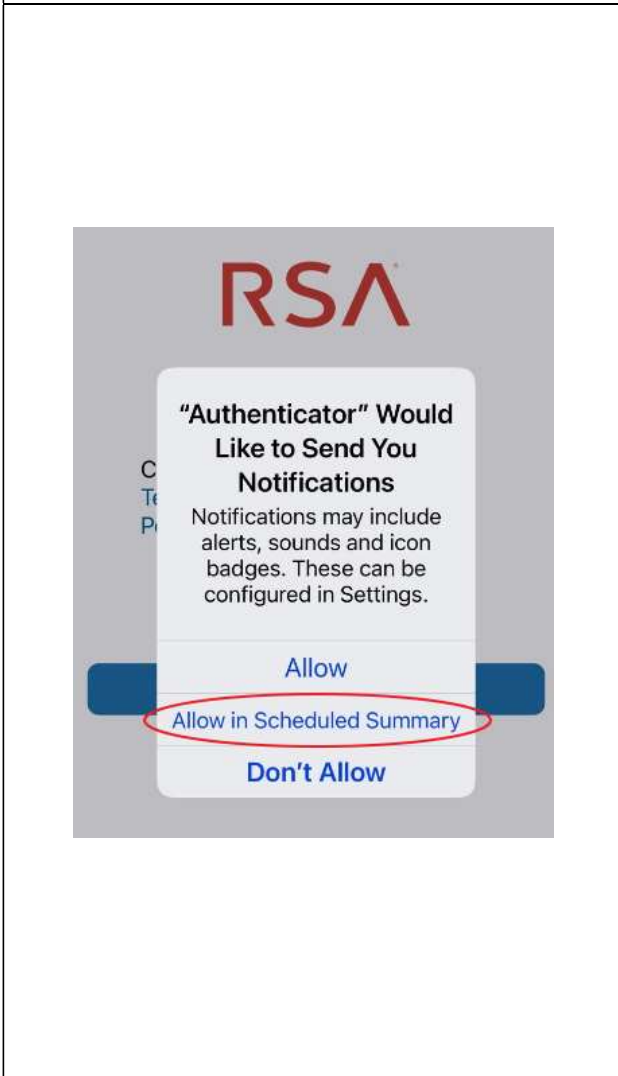 RSA
"Authenticator" Would
Like to Send You
Notifications
Notifications may include
alerts, sounds and icon
badges. These can be
configured in Settings.
Allow
Allow in Scheduled Summary
Don't Allow